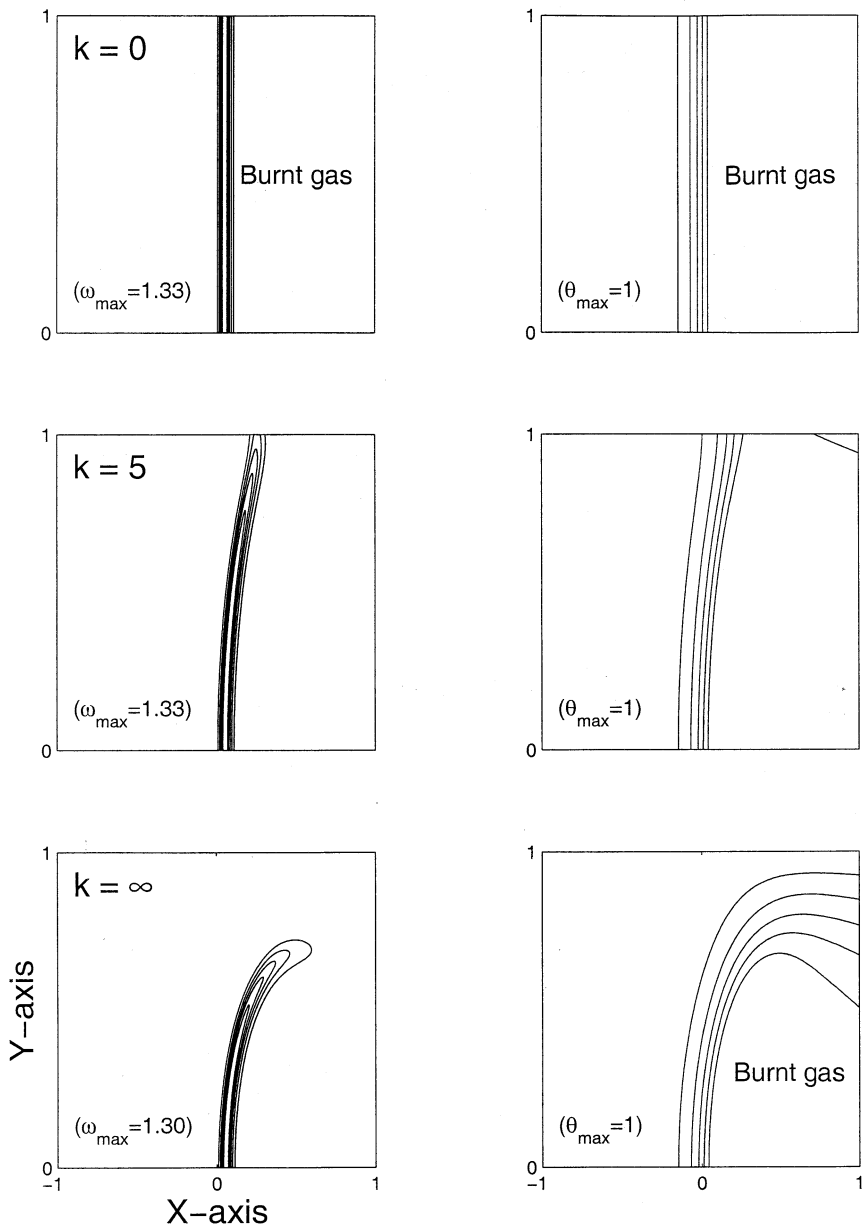 1
k = 0
Burnt gas
(ω_max=1.33)
0
1
Burnt gas
(θ_max=1)
0
1
k = 5
(ω_max=1.33)
0
1
(θ_max=1)
0
1
k = ∞
Y−axis
(ω_max=1.30)
0
−1 0 1
X−axis
1
Burnt gas
(θ_max=1)
0
−1 0 1